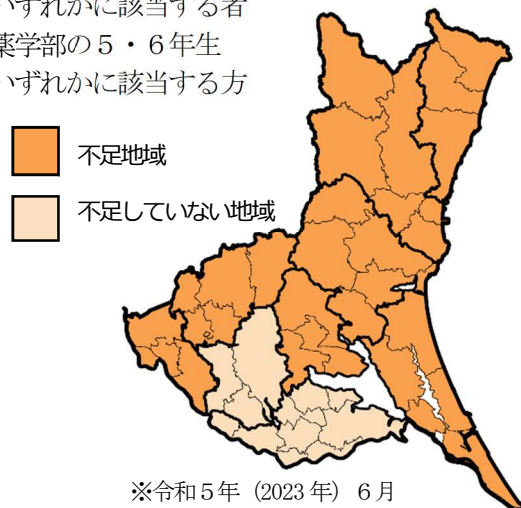 いずれかに該当する者
薬学部の５・６年生
いずれかに該当する方
不足地域
不足していない地域
※令和５年（2023 年）６月